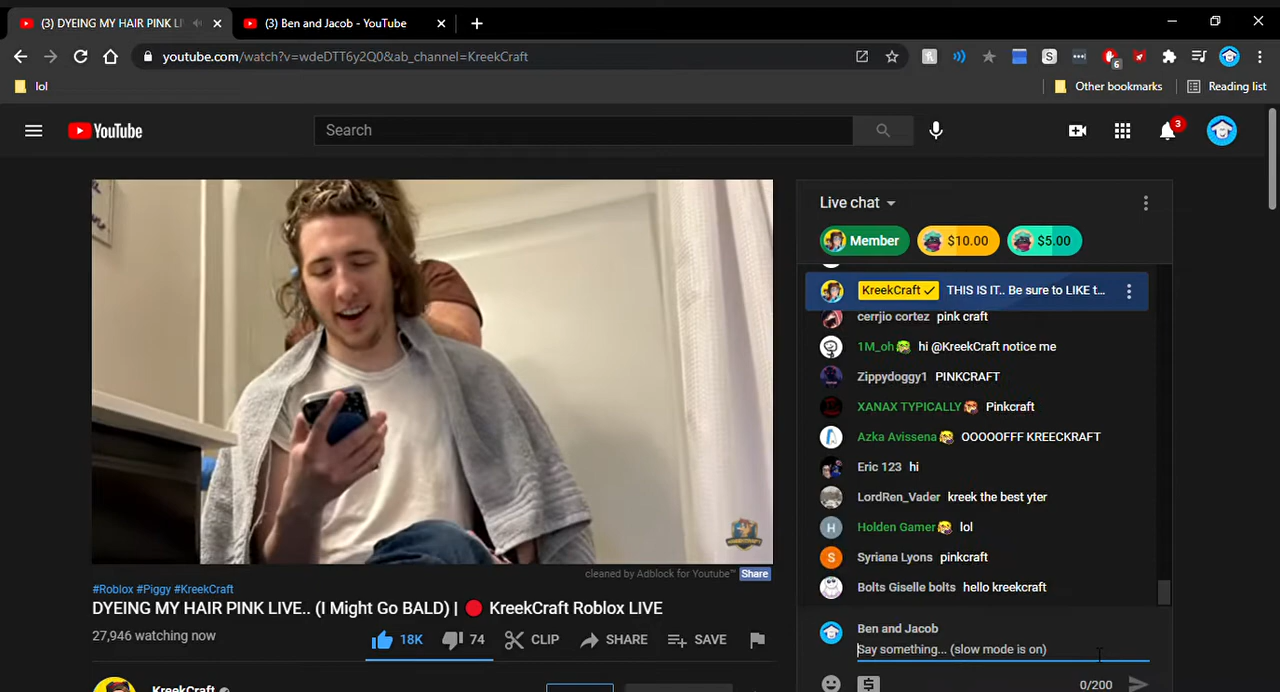 (3) DYEING MY HAIR PINK LI
(3) Ben and Jacob - YouTube
youtube.com/watch?v=wdeDTT6y2Q0&ab_channel=KreekCraft
S
6
lol
Other bookmarks
Reading list
YouTube
Search
3
Live chat
Member
$10.00
$5.00
KreekCraft THIS IS IT.. Be sure to LIKE t...
cerrjio cortez pink craft
1M_oh hi @KreekCraft notice me
Zippydoggy1 PINKCRAFT
XANAX TYPICALLY Pinkcraft
Azka Avissena OOOOOFFF KREECKRAFT
Eric 123 hi
LordRen_Vader kreek the best yter
H Holden Gamer lol
S Syriana Lyons pinkcraft
Bolts Giselle bolts hello kreekcraft
cleaned by Adblock for Youtube™ Share
#Roblox #Piggy #KreekCraft
DYEING MY HAIR PINK LIVE.. (I Might Go BALD) | 🔴 KreekCraft Roblox LIVE
27,946 watching now
18K
74
CLIP
SHARE
SAVE
Ben and Jacob
Say something... (slow mode is on)
0/200
KreekCraft